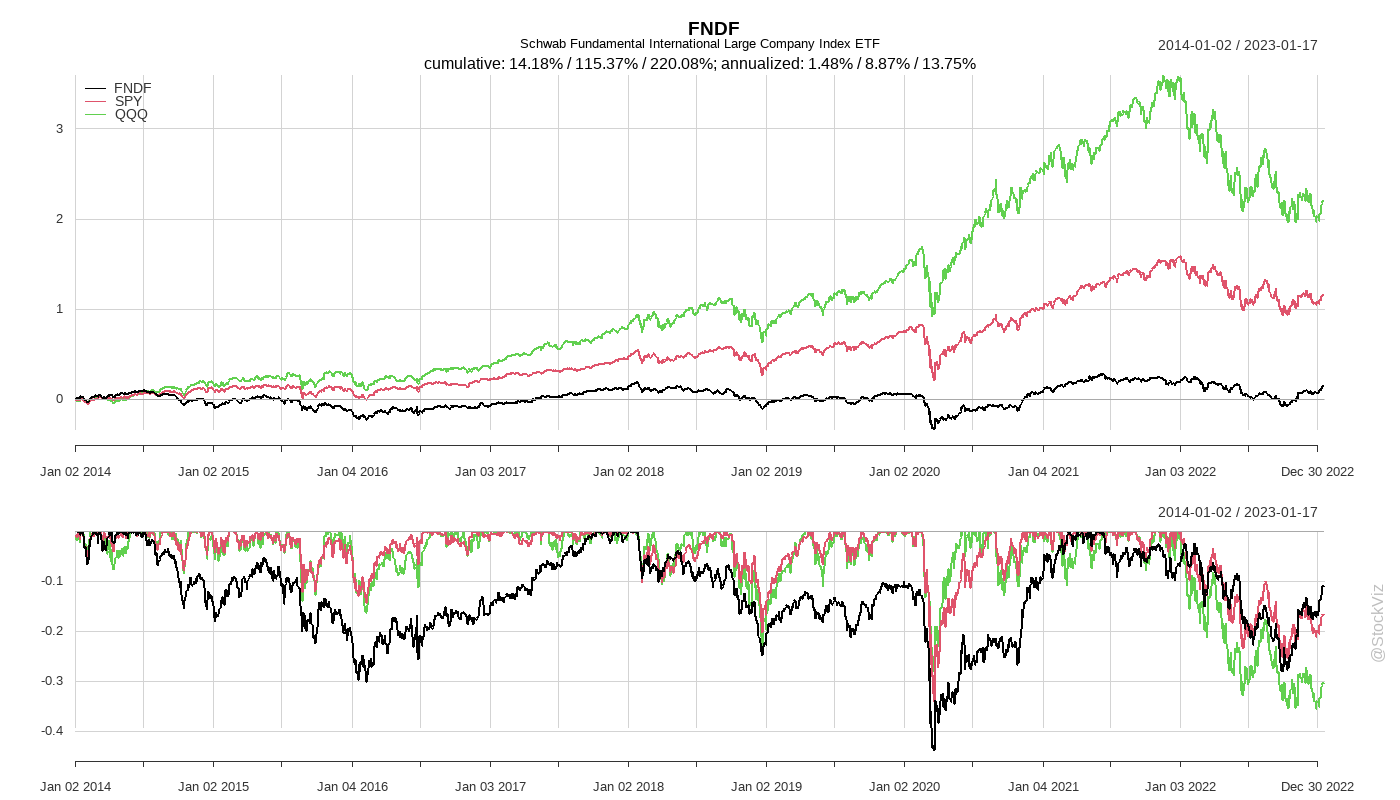 FNDF
Schwab Fundamental International Large Company Index ETF
2014-01-02 / 2023-01-17
cumulative: 14.18% / 115.37% / 220.08%; annualized: 1.48% / 8.87% / 13.75%
FNDF
SPY
QQQ
3
2
1
0
Jan 02 2014 Jan 02 2015 Jan 04 2016 Jan 03 2017 Jan 02 2018 Jan 02 2019 Jan 02 2020 Jan 04 2021 Jan 03 2022 Dec 30 2022
2014-01-02 / 2023-01-17
-0.1
-0.2
-0.3
-0.4
Jan 02 2014 Jan 02 2015 Jan 04 2016 Jan 03 2017 Jan 02 2018 Jan 02 2019 Jan 02 2020 Jan 04 2021 Jan 03 2022 Dec 30 2022
@StockViz